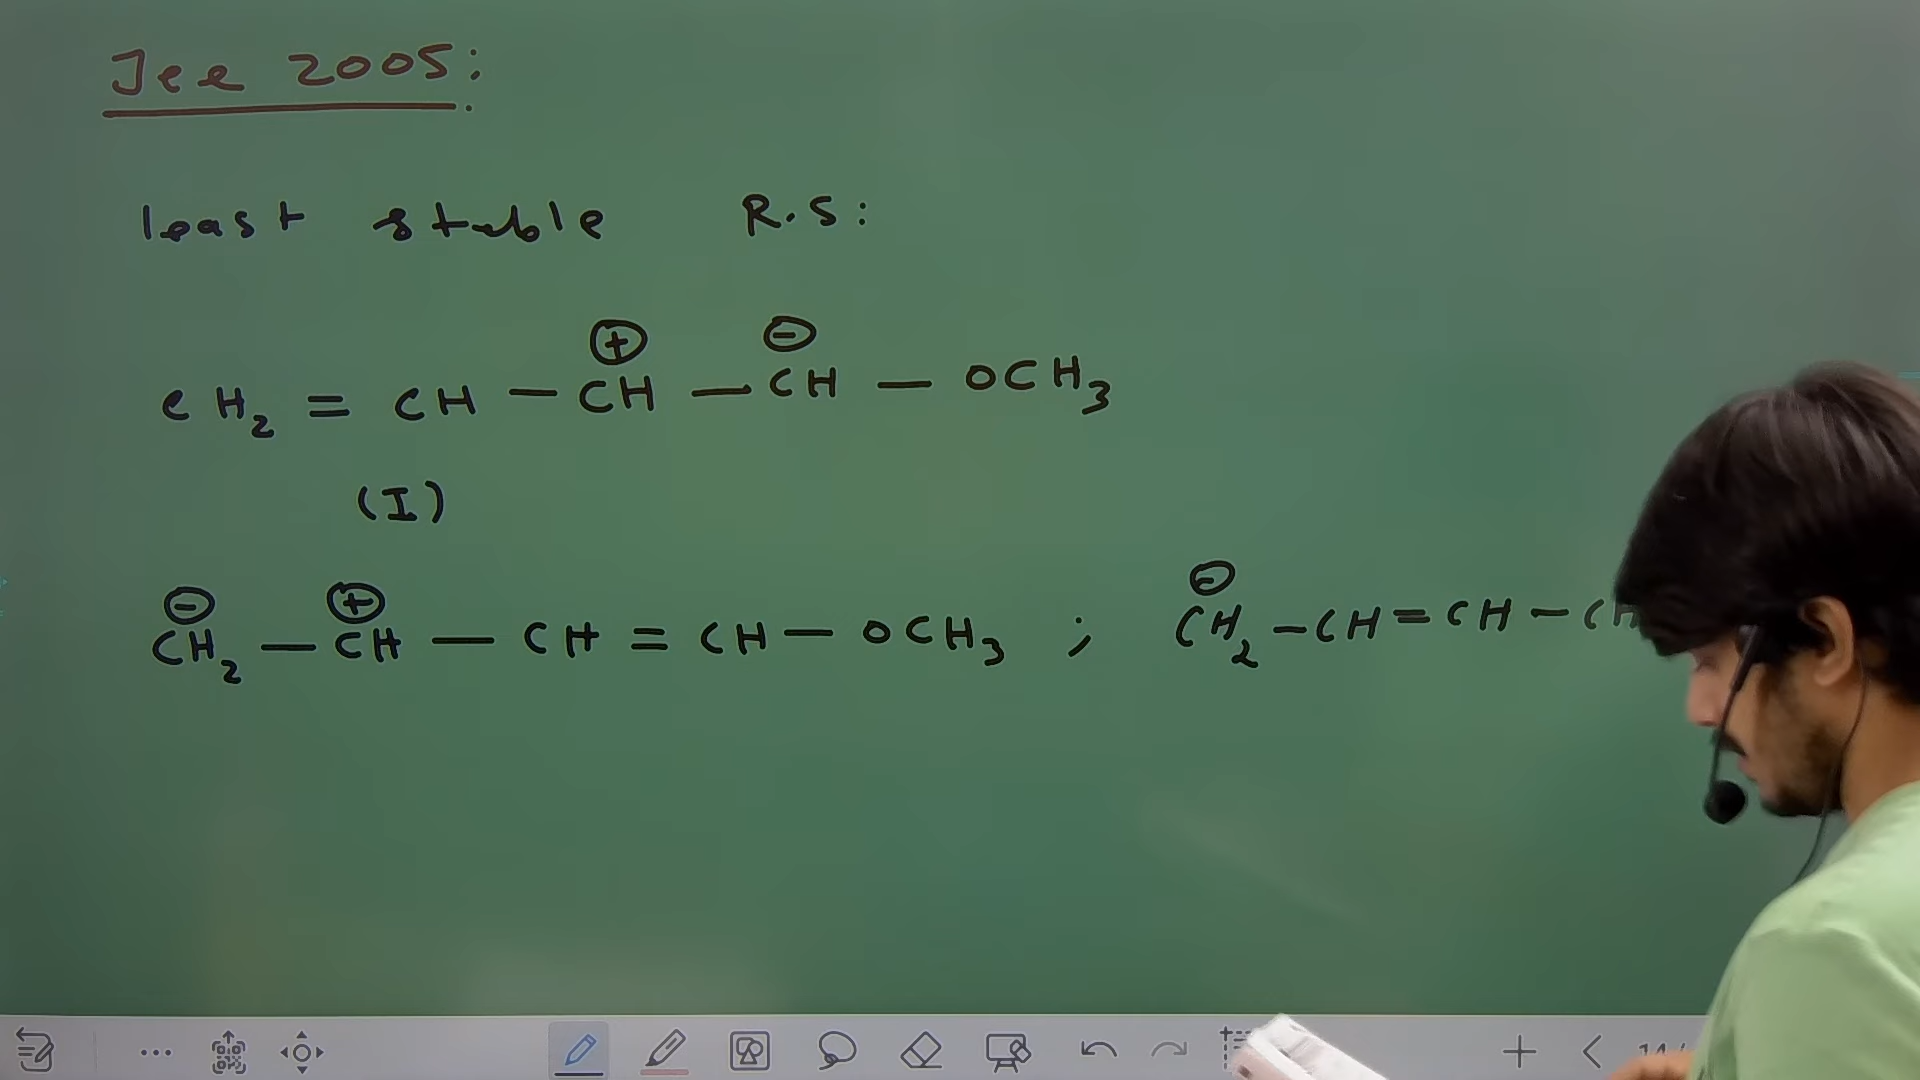 Jee 2005:
least stable R.S:
⊕ ⊖
CH₂ = CH — CH — CH — OCH₃
(I)
⊖ ⊕ ⊖
CH₂ — CH — CH = CH — OCH₃ ; CH₂ — CH = CH — CH